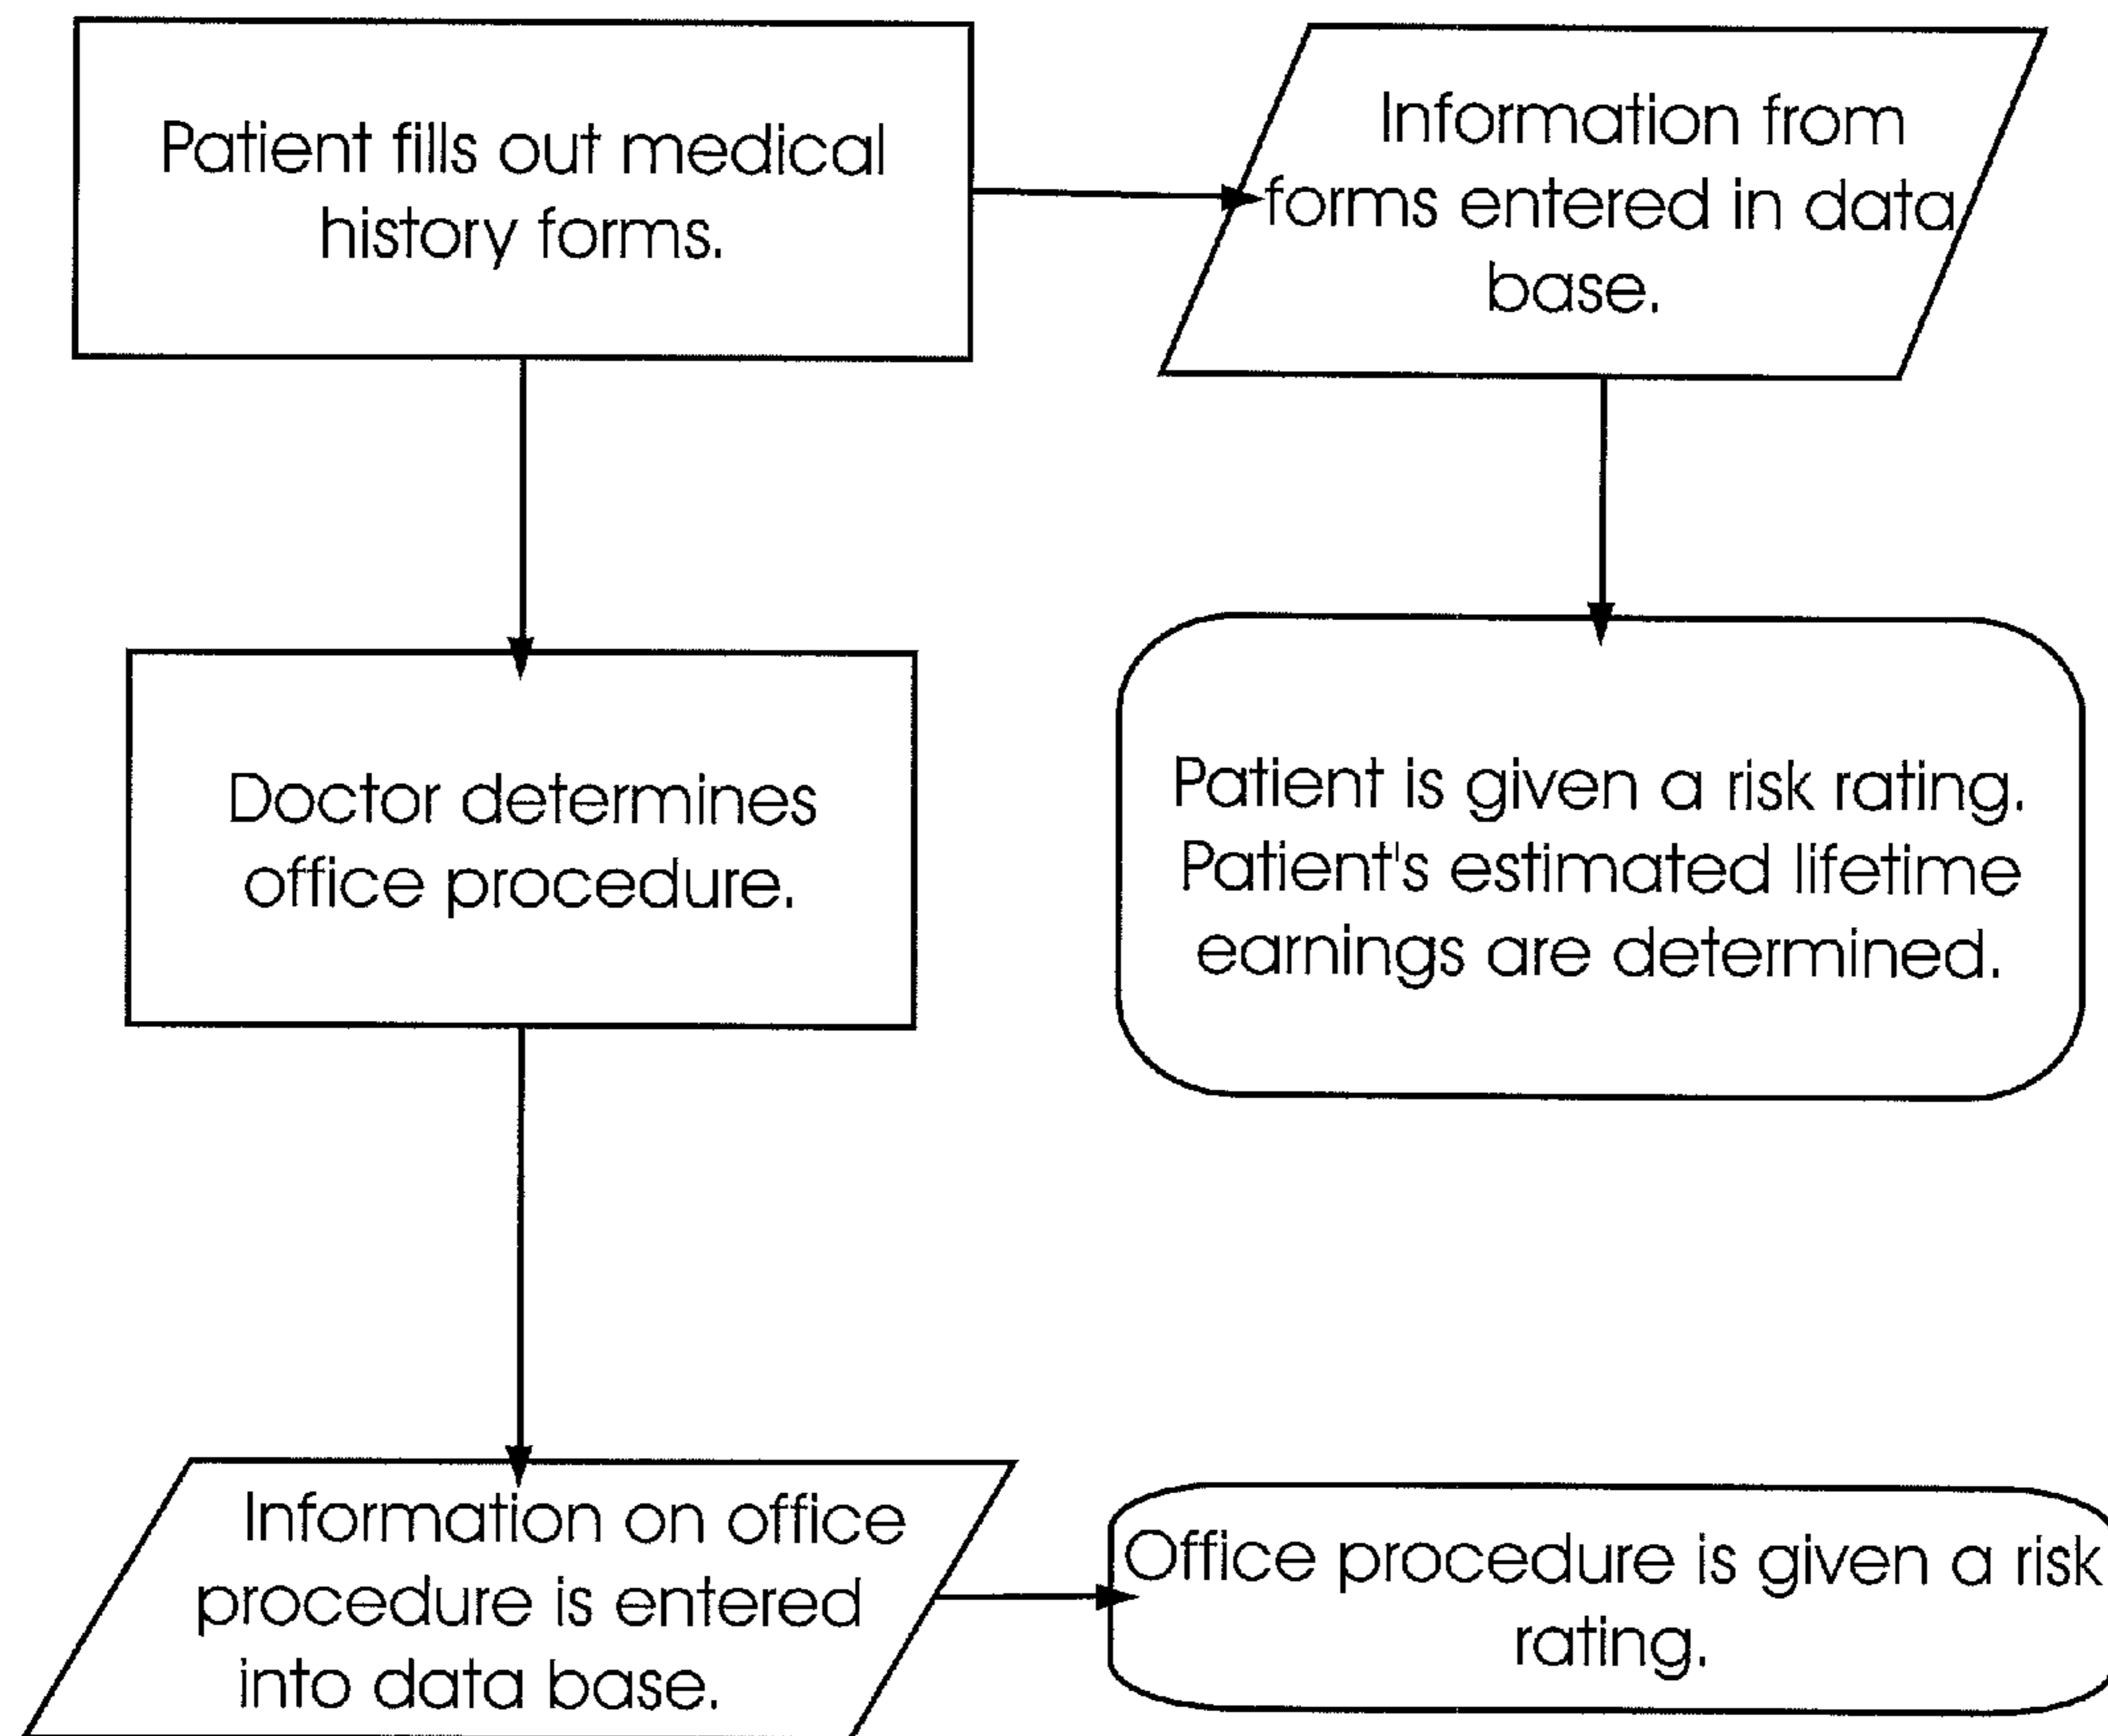 Patient fills out medical
history forms.
Information from
forms entered in data
base.
Doctor determines
office procedure.
Patient is given a risk rating.
Patient's estimated lifetime
earnings are determined.
Information on office
procedure is entered
into data base.
Office procedure is given a risk
rating.